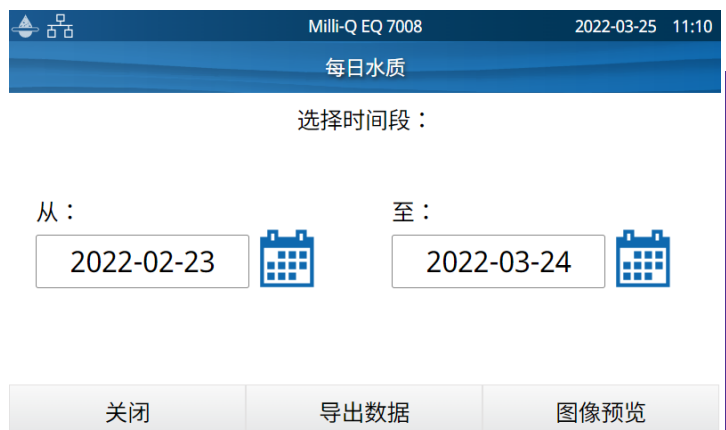 Milli-Q EQ 7008 2022-03-25 11:10
每日水质
选择时间段：
从： 至：
2022-02-23 2022-03-24
关闭 导出数据 图像预览